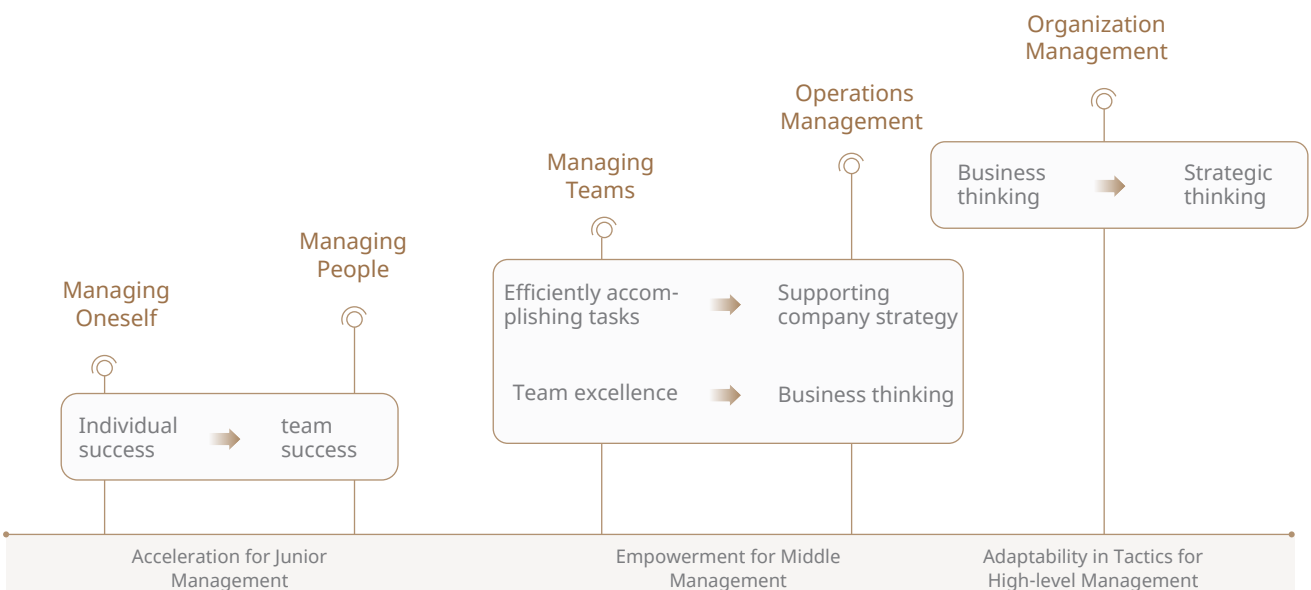 Organization
Management
Operations
Management
Managing
Teams
Managing
People
Managing
Oneself
Business
thinking
Strategic
thinking
Efficiently accom-
plishing tasks
Supporting
company strategy
Team excellence
Business thinking
Individual
success
team
success
Acceleration for Junior
Management
Empowerment for Middle
Management
Adaptability in Tactics for
High-level Management